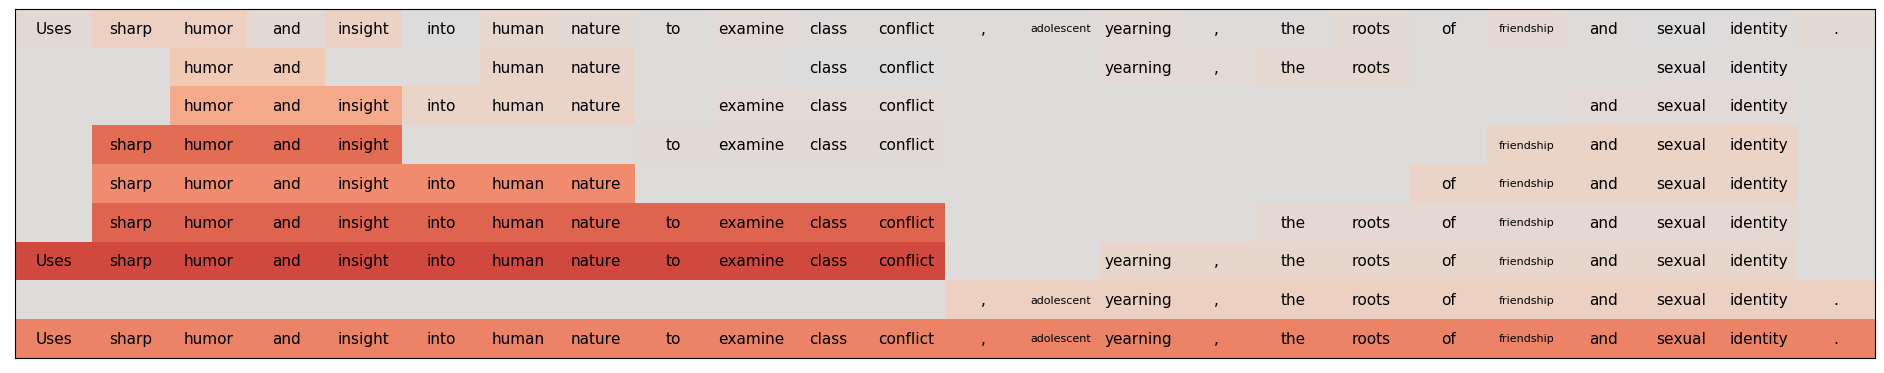 Uses sharp humor and insight into human nature to examine class conflict , adolescent yearning , the roots of friendship and sexual identity .
humor and human nature class conflict yearning , the roots sexual identity
humor and insight into human nature examine class conflict and sexual identity
sharp humor and insight to examine class conflict friendship and sexual identity
sharp humor and insight into human nature of friendship and sexual identity
sharp humor and insight into human nature to examine class conflict the roots of friendship and sexual identity
Uses sharp humor and insight into human nature to examine class conflict yearning , the roots of friendship and sexual identity
, adolescent yearning , the roots of friendship and sexual identity .
Uses sharp humor and insight into human nature to examine class conflict , adolescent yearning , the roots of friendship and sexual identity .